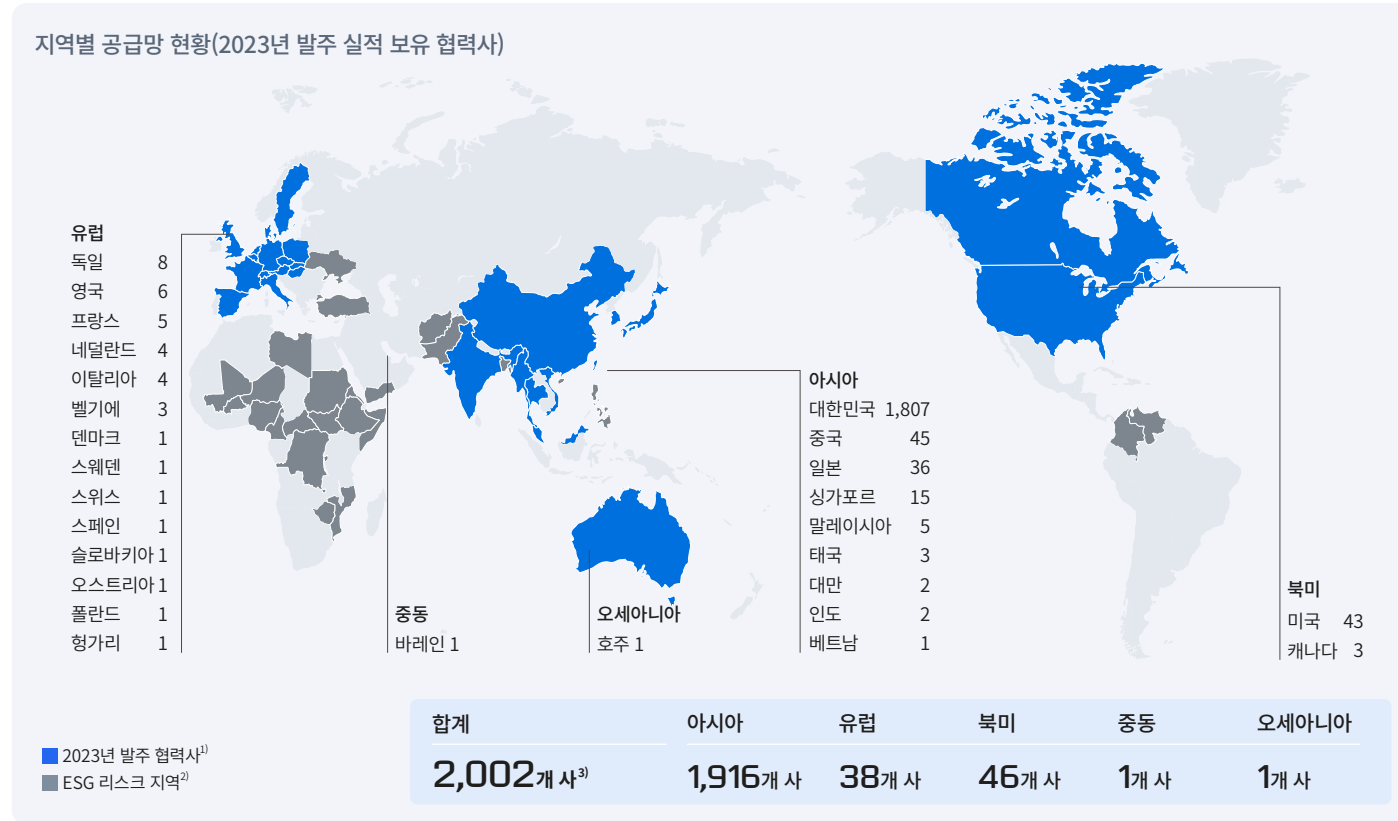 지역별 공급망 현황(2023년 발주 실적 보유 협력사)
유럽
독일 8
영국 6
프랑스 5
네덜란드 4
이탈리아 4
벨기에 3
덴마크 1
스웨덴 1
스위스 1
스페인 1
슬로바키아 1
오스트리아 1
폴란드 1
헝가리 1
중동
바레인 1
오세아니아
호주 1
아시아
대한민국 1,807
중국 45
일본 36
싱가포르 15
말레이시아 5
태국 3
대만 2
인도 2
베트남 1
북미
미국 43
캐나다 3
2023년 발주 협력사1)
ESG 리스크 지역2)
합계 아시아 유럽 북미 중동 오세아니아
2,002개 사3) 1,916개 사 38개 사 46개 사 1개 사 1개 사